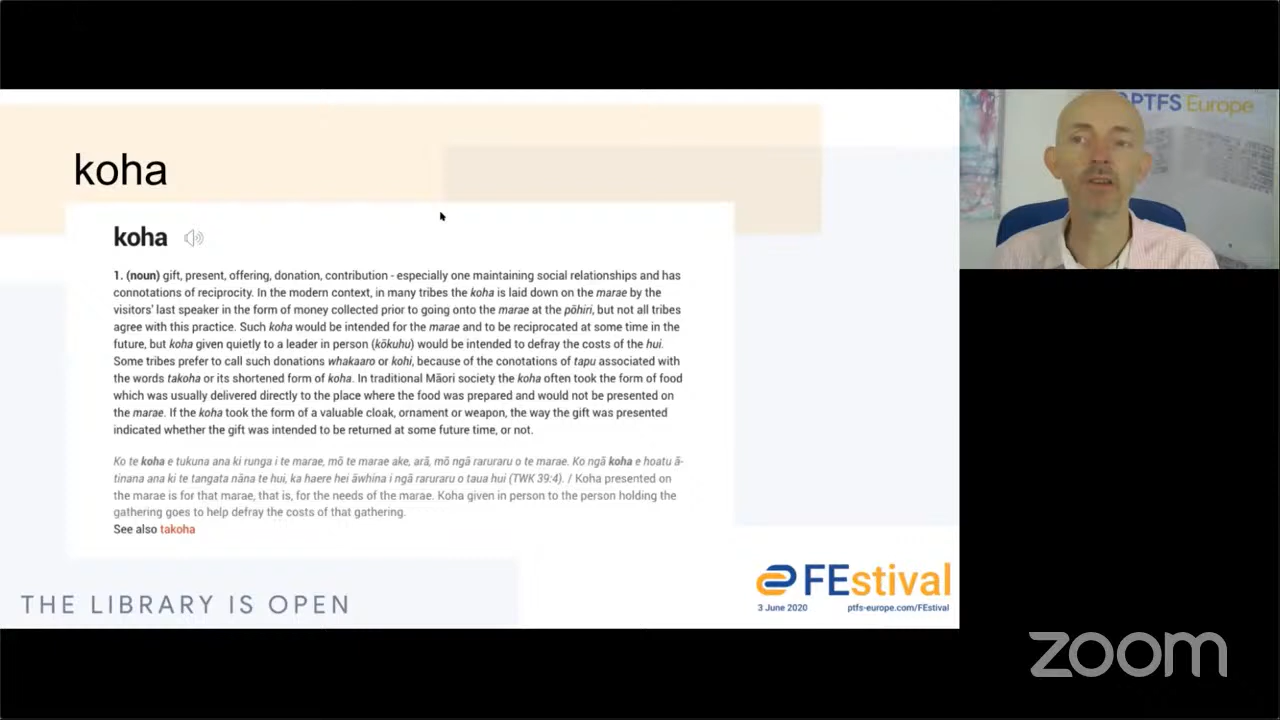 koha
koha
1. (noun) gift, present, offering, donation, contribution - especially one maintaining social relationships and has
connotations of reciprocity. In the modern context, in many tribes the koha is laid down on the marae by the
visitors' last speaker in the form of money collected prior to going onto the marae at the pōhiri, but not all tribes
agree with this practice. Such koha would be intended for the marae and to be reciprocated at some time in the
future, but koha given quietly to a leader in person (kōkuhu) would be intended to defray the costs of the hui.
Some tribes prefer to call such donations whakaaro or kohi, because of the conotations of tapu associated with
the words takoha or its shortened form of koha. In traditional Māori society the koha often took the form of food
which was usually delivered directly to the place where the food was prepared and would not be presented on
the marae. If the koha took the form of a valuable cloak, ornament or weapon, the way the gift was presented
indicated whether the gift was intended to be returned at some future time, or not.
Ko te koha e tukuna ana ki runga i te marae, mō te marae ake, arā, mō ngā raruraru o te marae. Ko ngā koha e hoatu ā-
tinana ana ki te tangata nāna te hui, ka haere hei āwhina i ngā raruraru o taua hui (TWK 39:4). / Koha presented on
the marae is for that marae, that is, for the needs of the marae. Koha given in person to the person holding the
gathering goes to help defray the costs of that gathering.
See also takoha
THE LIBRARY IS OPEN
FEstival
3 June 2020 ptfs-europe.com/FEstival
PTFS Europe
zoom